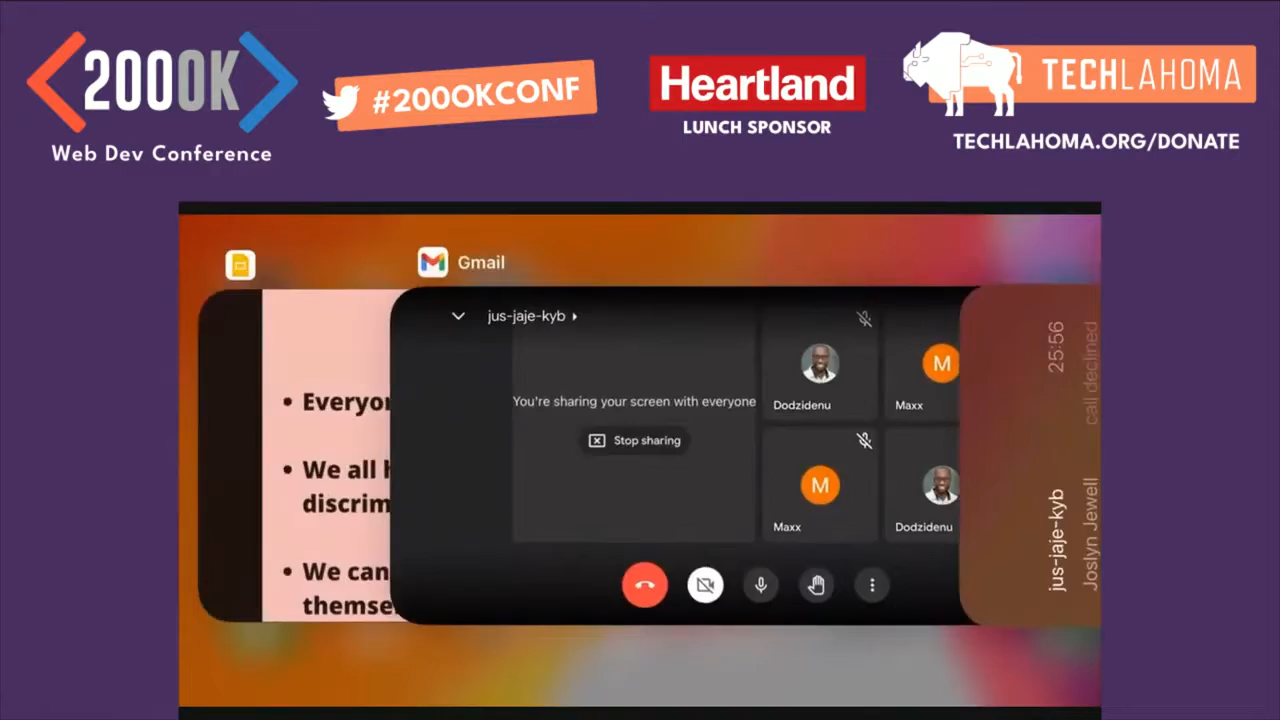 200OK
Web Dev Conference
#200OKCONF
Heartland
LUNCH SPONSOR
TECHLAHOMA
TECHLAHOMA.ORG/DONATE
Gmail
• Everyo
• We all
discrim
• We can
themse
jus-jaje-kyb
You're sharing your screen with everyone
Stop sharing
Dodzidenu
M
Maxx
M
Maxx
Dodzidenu
jus-jaje-kyb 25:56
Joslyn Jewell call declined